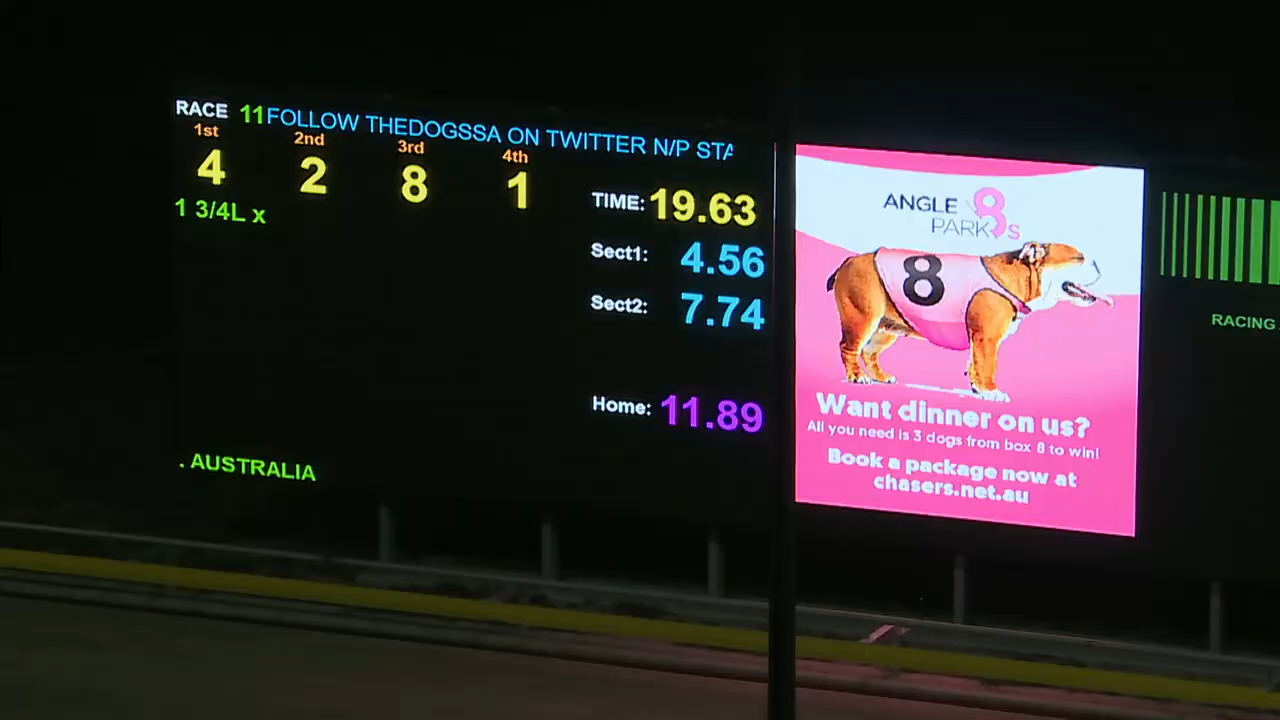 RACE 11FOLLOW THEDOGSSA ON TWITTER N/P STA
1st 2nd 3rd 4th
4 2 8 1
1 3/4L x
TIME: 19.63
Sect1: 4.56
Sect2: 7.74
Home: 11.89
. AUSTRALIA
ANGLE
PARK 8s
8
Want dinner on us?
All you need is 3 dogs from box 8 to win!
Book a package now at
chasers.net.au
RACING